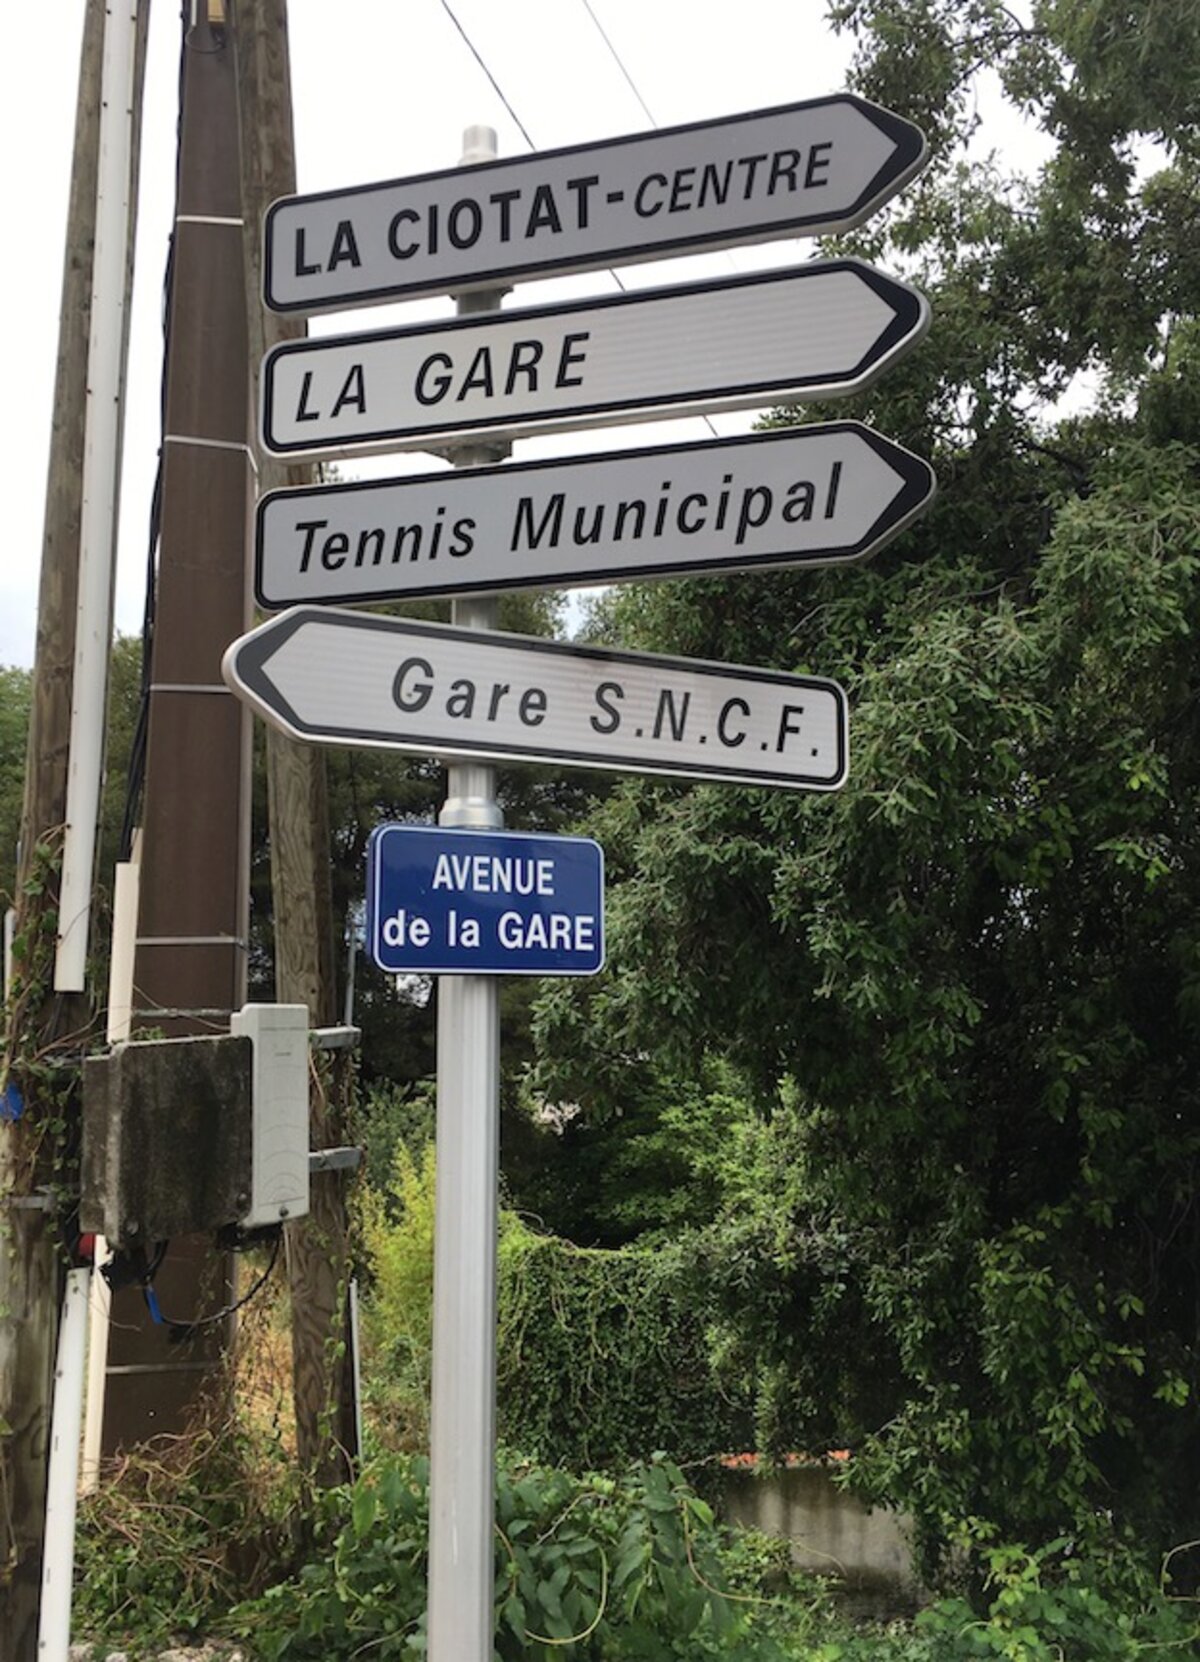 LA CIOTAT-CENTRE
LA GARE
Tennis Municipal
Gare S.N.C.F.
AVENUE
de la GARE